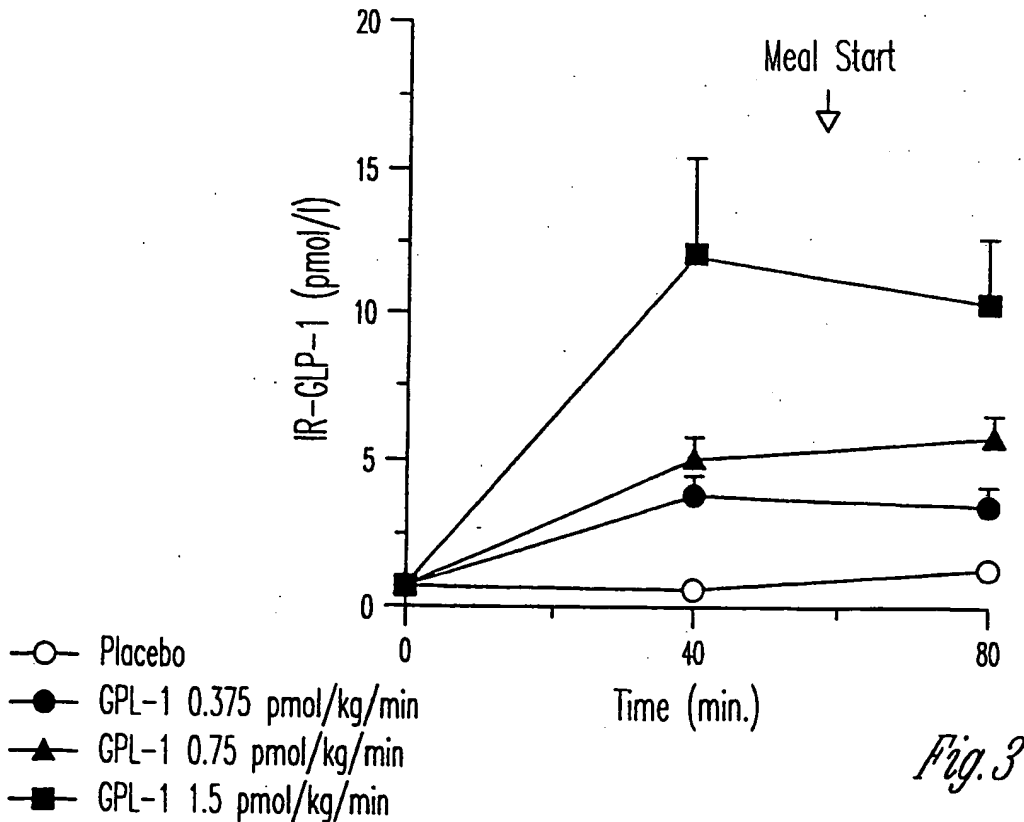 20
Meal Start
15
IR-GLP-1 (pmol/l)
10
5
0
0 40 80
Time (min.)
Placebo
GPL-1 0.375 pmol/kg/min
GPL-1 0.75 pmol/kg/min
GPL-1 1.5 pmol/kg/min
Fig.3